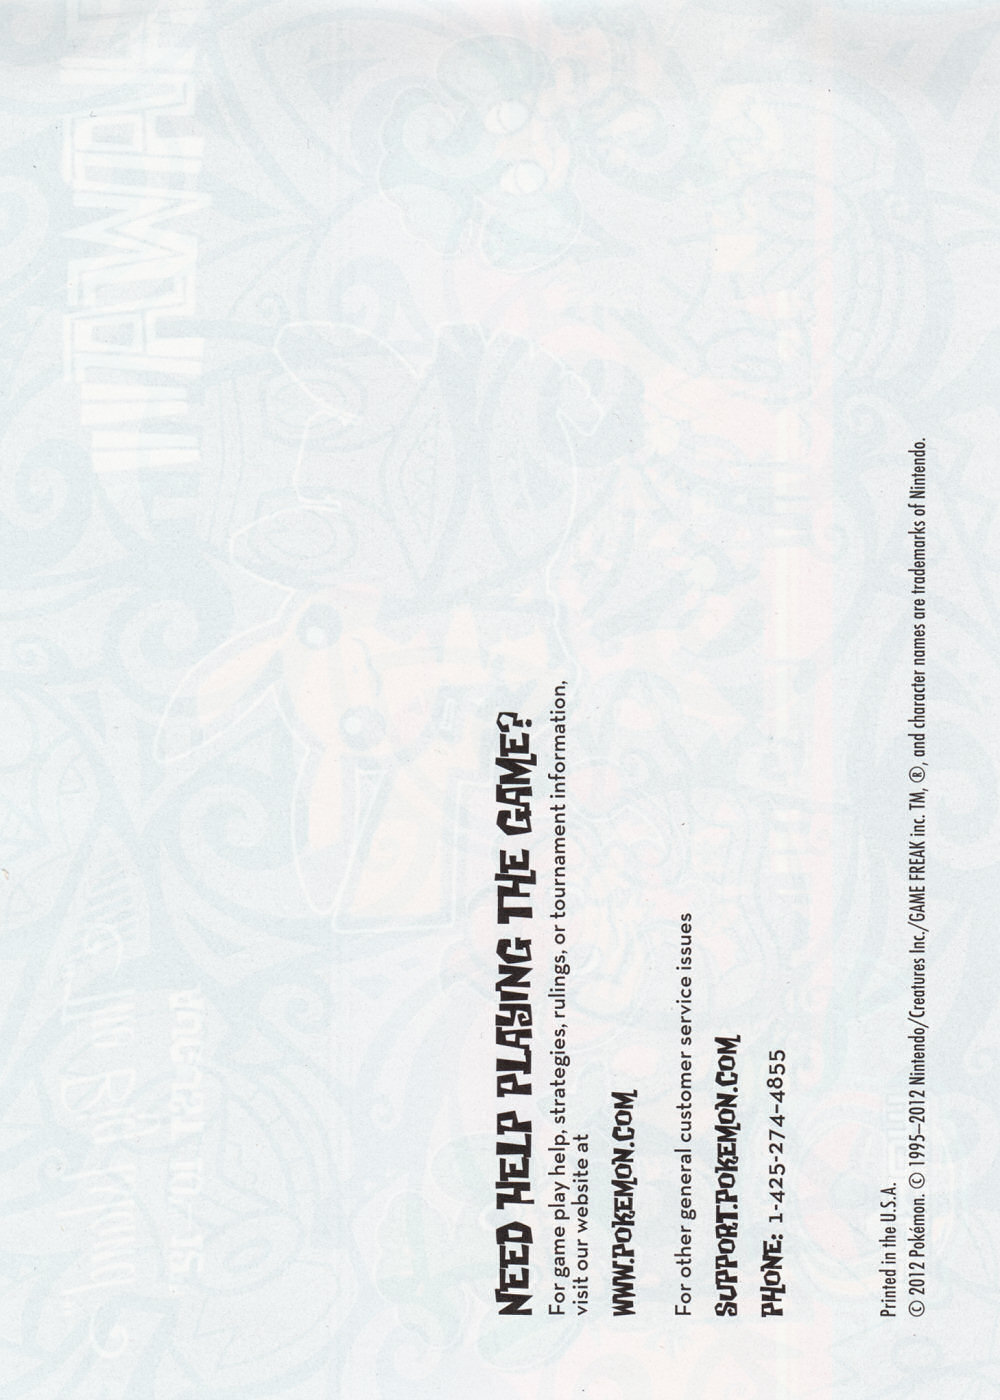 NEED HELP PLAYING THE GAME?
For game play help, strategies, rulings, or tournament information,
visit our website at
WWW.POKEMON.COM
For other general customer service issues
SUPPORT.POKEMON.COM
PHONE: 1-425-274-4855
Printed in the U.S.A.
© 2012 Pokémon. © 1995–2012 Nintendo/Creatures Inc./GAME FREAK inc. TM, ®, and character names are trademarks of Nintendo.